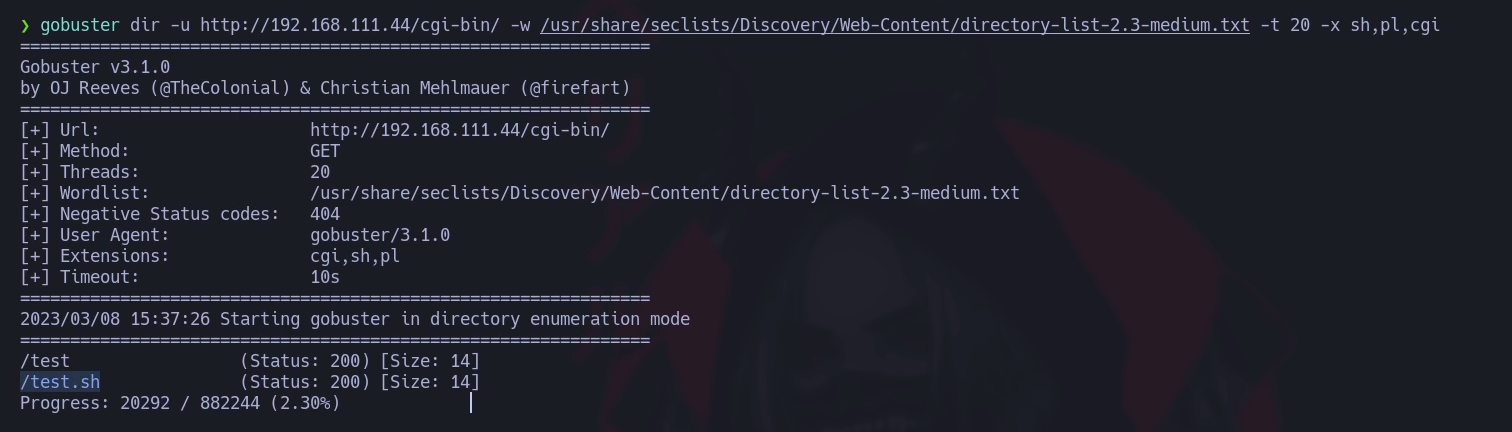 ❯ gobuster dir -u http://192.168.111.44/cgi-bin/ -w /usr/share/seclists/Discovery/Web-Content/directory-list-2.3-medium.txt -t 20 -x sh,pl,cgi
===============================================================
Gobuster v3.1.0
by OJ Reeves (@TheColonial) & Christian Mehlmauer (@firefart)
===============================================================
[+] Url:                     http://192.168.111.44/cgi-bin/
[+] Method:                  GET
[+] Threads:                 20
[+] Wordlist:                /usr/share/seclists/Discovery/Web-Content/directory-list-2.3-medium.txt
[+] Negative Status codes:   404
[+] User Agent:              gobuster/3.1.0
[+] Extensions:              cgi,sh,pl
[+] Timeout:                 10s
===============================================================
2023/03/08 15:37:26 Starting gobuster in directory enumeration mode
===============================================================
/test                 (Status: 200) [Size: 14]
/test.sh              (Status: 200) [Size: 14]
Progress: 20292 / 882244 (2.30%)